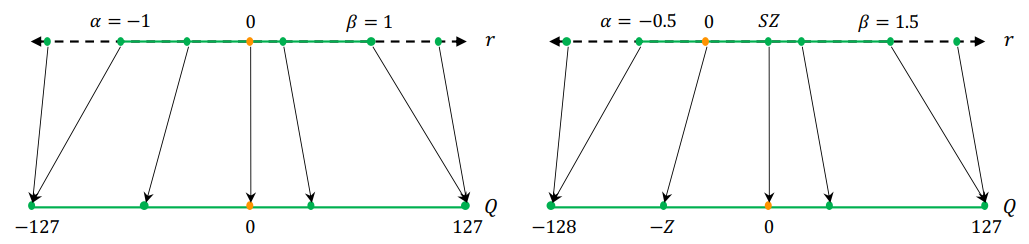 α = −1 0 β = 1
r
−127 0 127
Q
α = −0.5 0 SZ β = 1.5
r
−128 −Z 0 127
Q